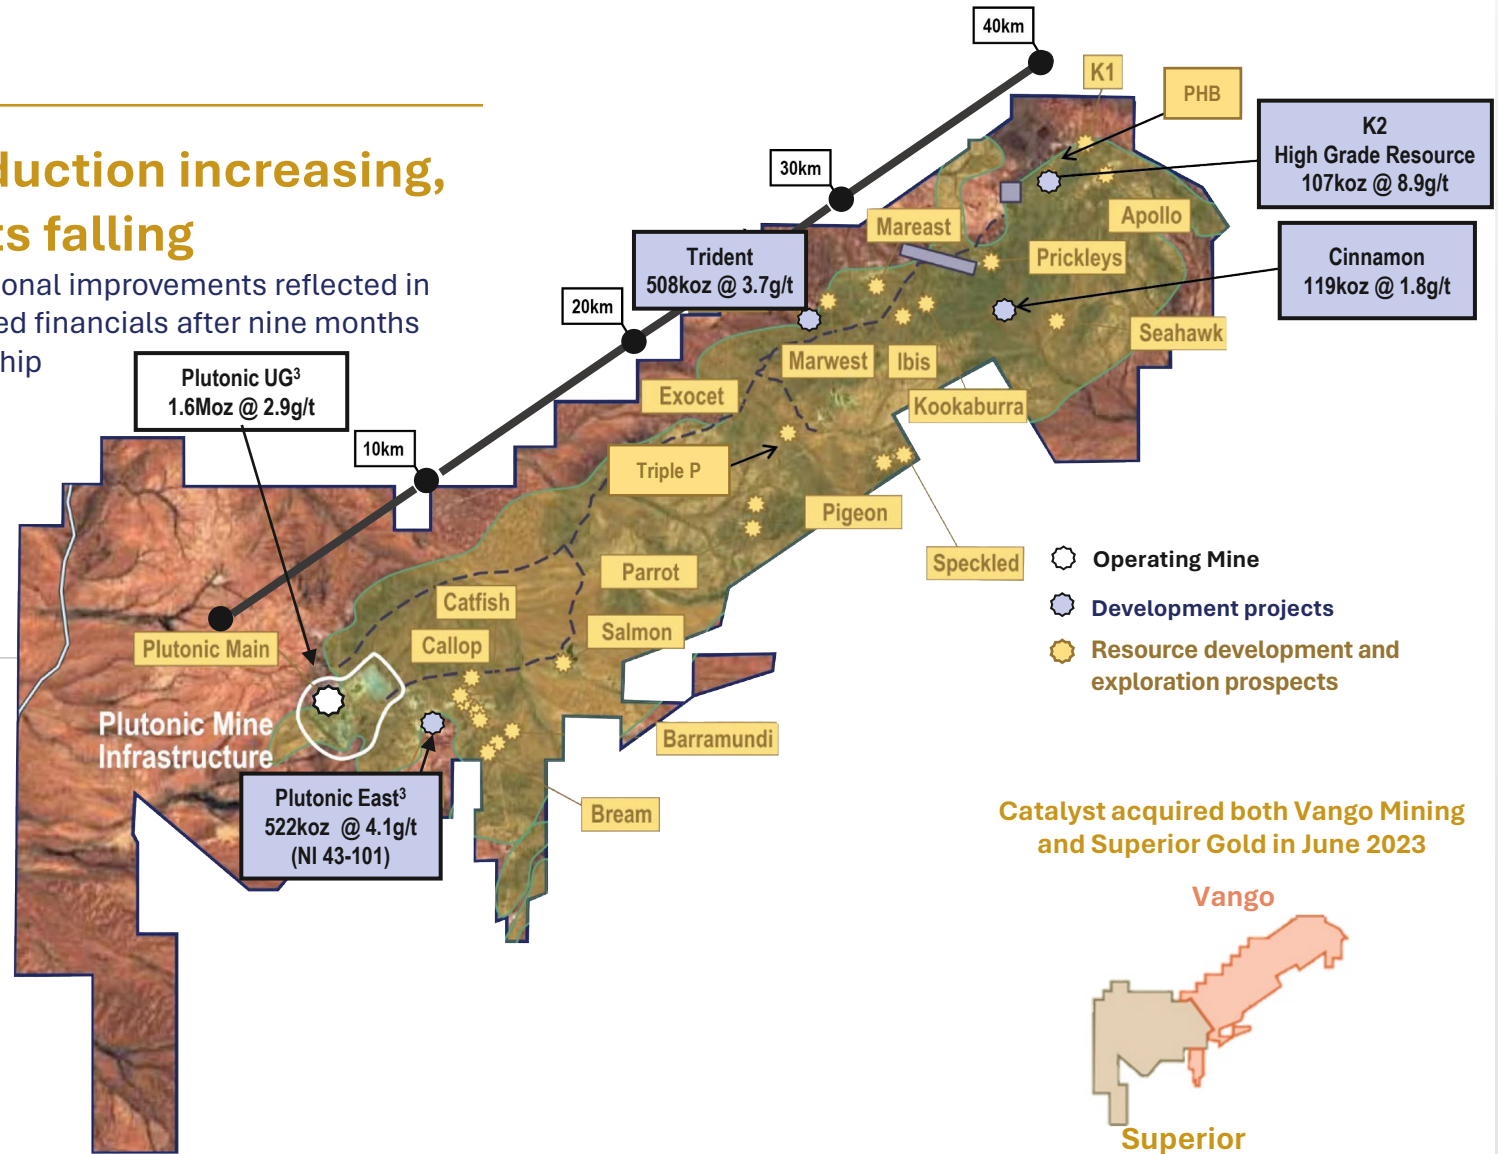 duction increasing,
ts falling
onal improvements reflected in
ed financials after nine months
hip
40km
K1
PHB
K2
High Grade Resource
107koz @ 8.9g/t
30km
Apollo
Mareast
Prickleys
Trident
508koz @ 3.7g/t
Cinnamon
119koz @ 1.8g/t
20km
Seahawk
Marwest
Ibis
Plutonic UG³
1.6Moz @ 2.9g/t
Exocet
Kookaburra
10km
Triple P
Pigeon
Speckled
Operating Mine
Parrot
Catfish
Development projects
Salmon
Callop
Plutonic Main
Resource development and
exploration prospects
Plutonic Mine
Infrastructure
Barramundi
Plutonic East³
522koz @ 4.1g/t
(NI 43-101)
Bream
Catalyst acquired both Vango Mining
and Superior Gold in June 2023
Vango
Superior